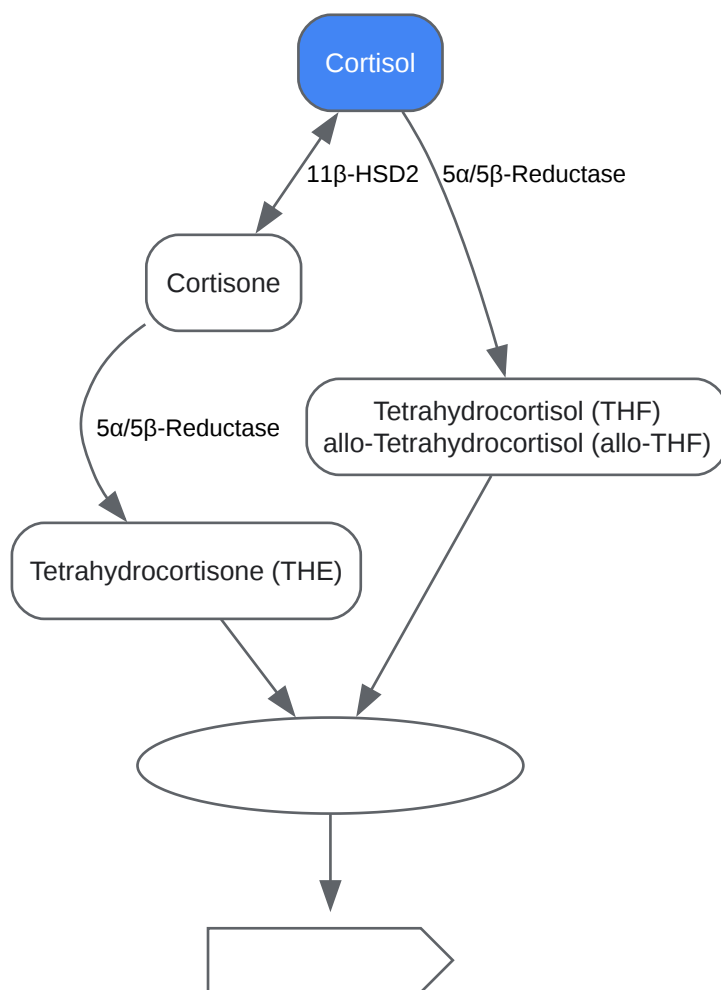 Cortisol
11β-HSD2
5α/5β-Reductase
Cortisone
Tetrahydrocortisol (THF)
allo-Tetrahydrocortisol (allo-THF)
5α/5β-Reductase
Tetrahydrocortisone (THE)